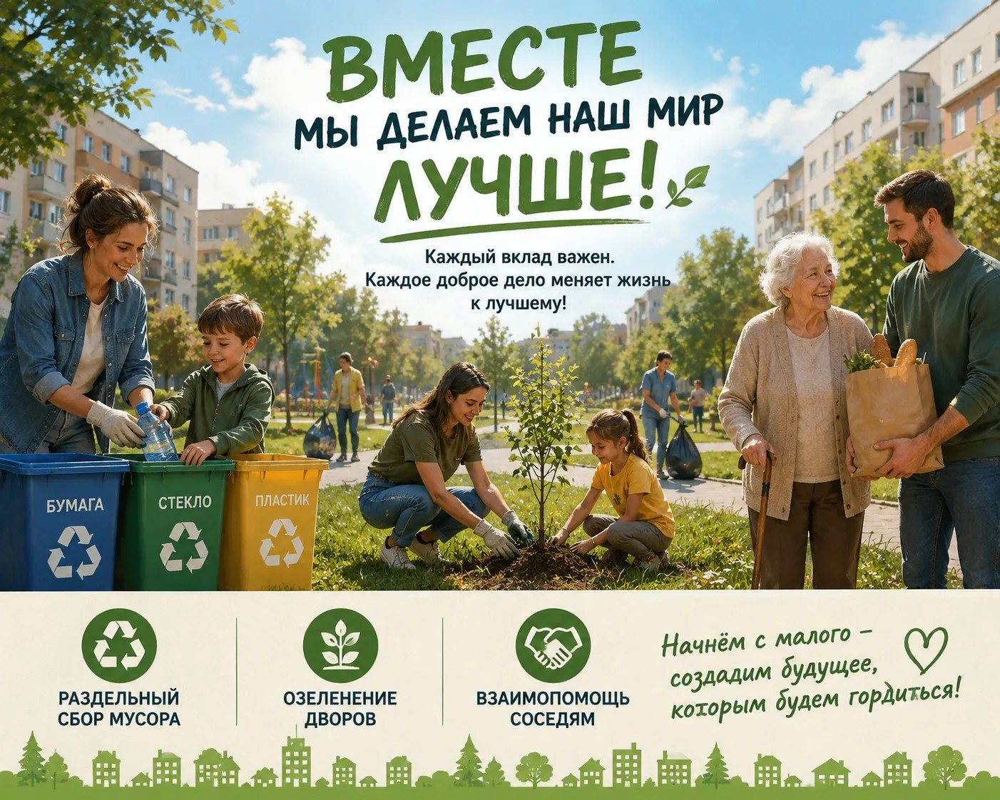 ВМЕСТЕ
МЫ ДЕЛАЕМ НАШ МИР
ЛУЧШЕ!
Каждый вклад важен.
Каждое доброе дело меняет жизнь
к лучшему!
БУМАГА
СТЕКЛО
ПЛАСТИК
РАЗДЕЛЬНЫЙ
СБОР МУСОРА
ОЗЕЛЕНЕНИЕ
ДВОРОВ
ВЗАИМОПОМОЩЬ
СОСЕДЯМ
Начнём с малого –
создадим будущее,
которым будем гордиться!